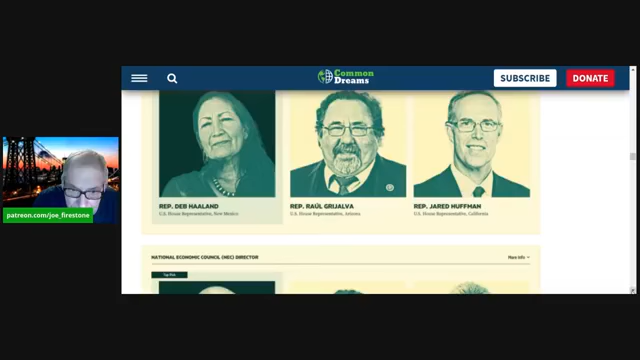 Common
Dreams
SUBSCRIBE
DONATE
REP. DEB HAALAND
U.S. House Representative, New Mexico
REP. RAÚL GRIJALVA
U.S. House Representative, Arizona
REP. JARED HUFFMAN
U.S. House Representative, California
patreon.com/joe_firestone
NATIONAL ECONOMIC COUNCIL (NEC) DIRECTOR
More Info
Top Pick